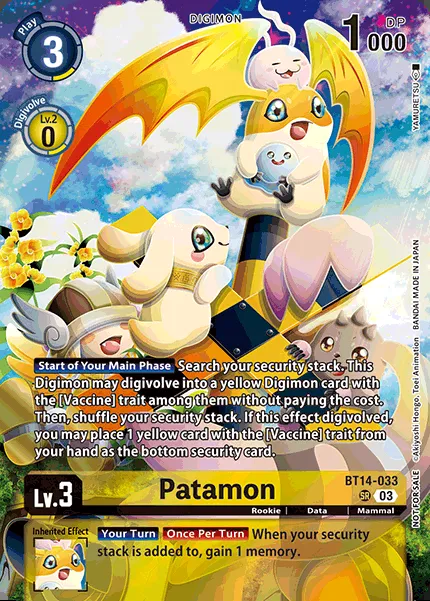 Play
3
DIGIMON
DP
1000
Digivolve
Lv.2
0
YAMURETSU
Start of Your Main Phase Search your security stack. This
Digimon may digivolve into a yellow Digimon card with
the [Vaccine] trait among them without paying the cost.
Then, shuffle your security stack. If this effect digivolved,
you may place 1 yellow card with the [Vaccine] trait from
your hand as the bottom security card.
NOT FOR SALE ©Akiyoshi Hongo, Toei Animation BANDAI MADE IN JAPAN
Lv.3
Patamon
BT14-033
SR 03
Rookie | Data | Mammal
Inherited Effect
Your Turn Once Per Turn When your security
stack is added to, gain 1 memory.